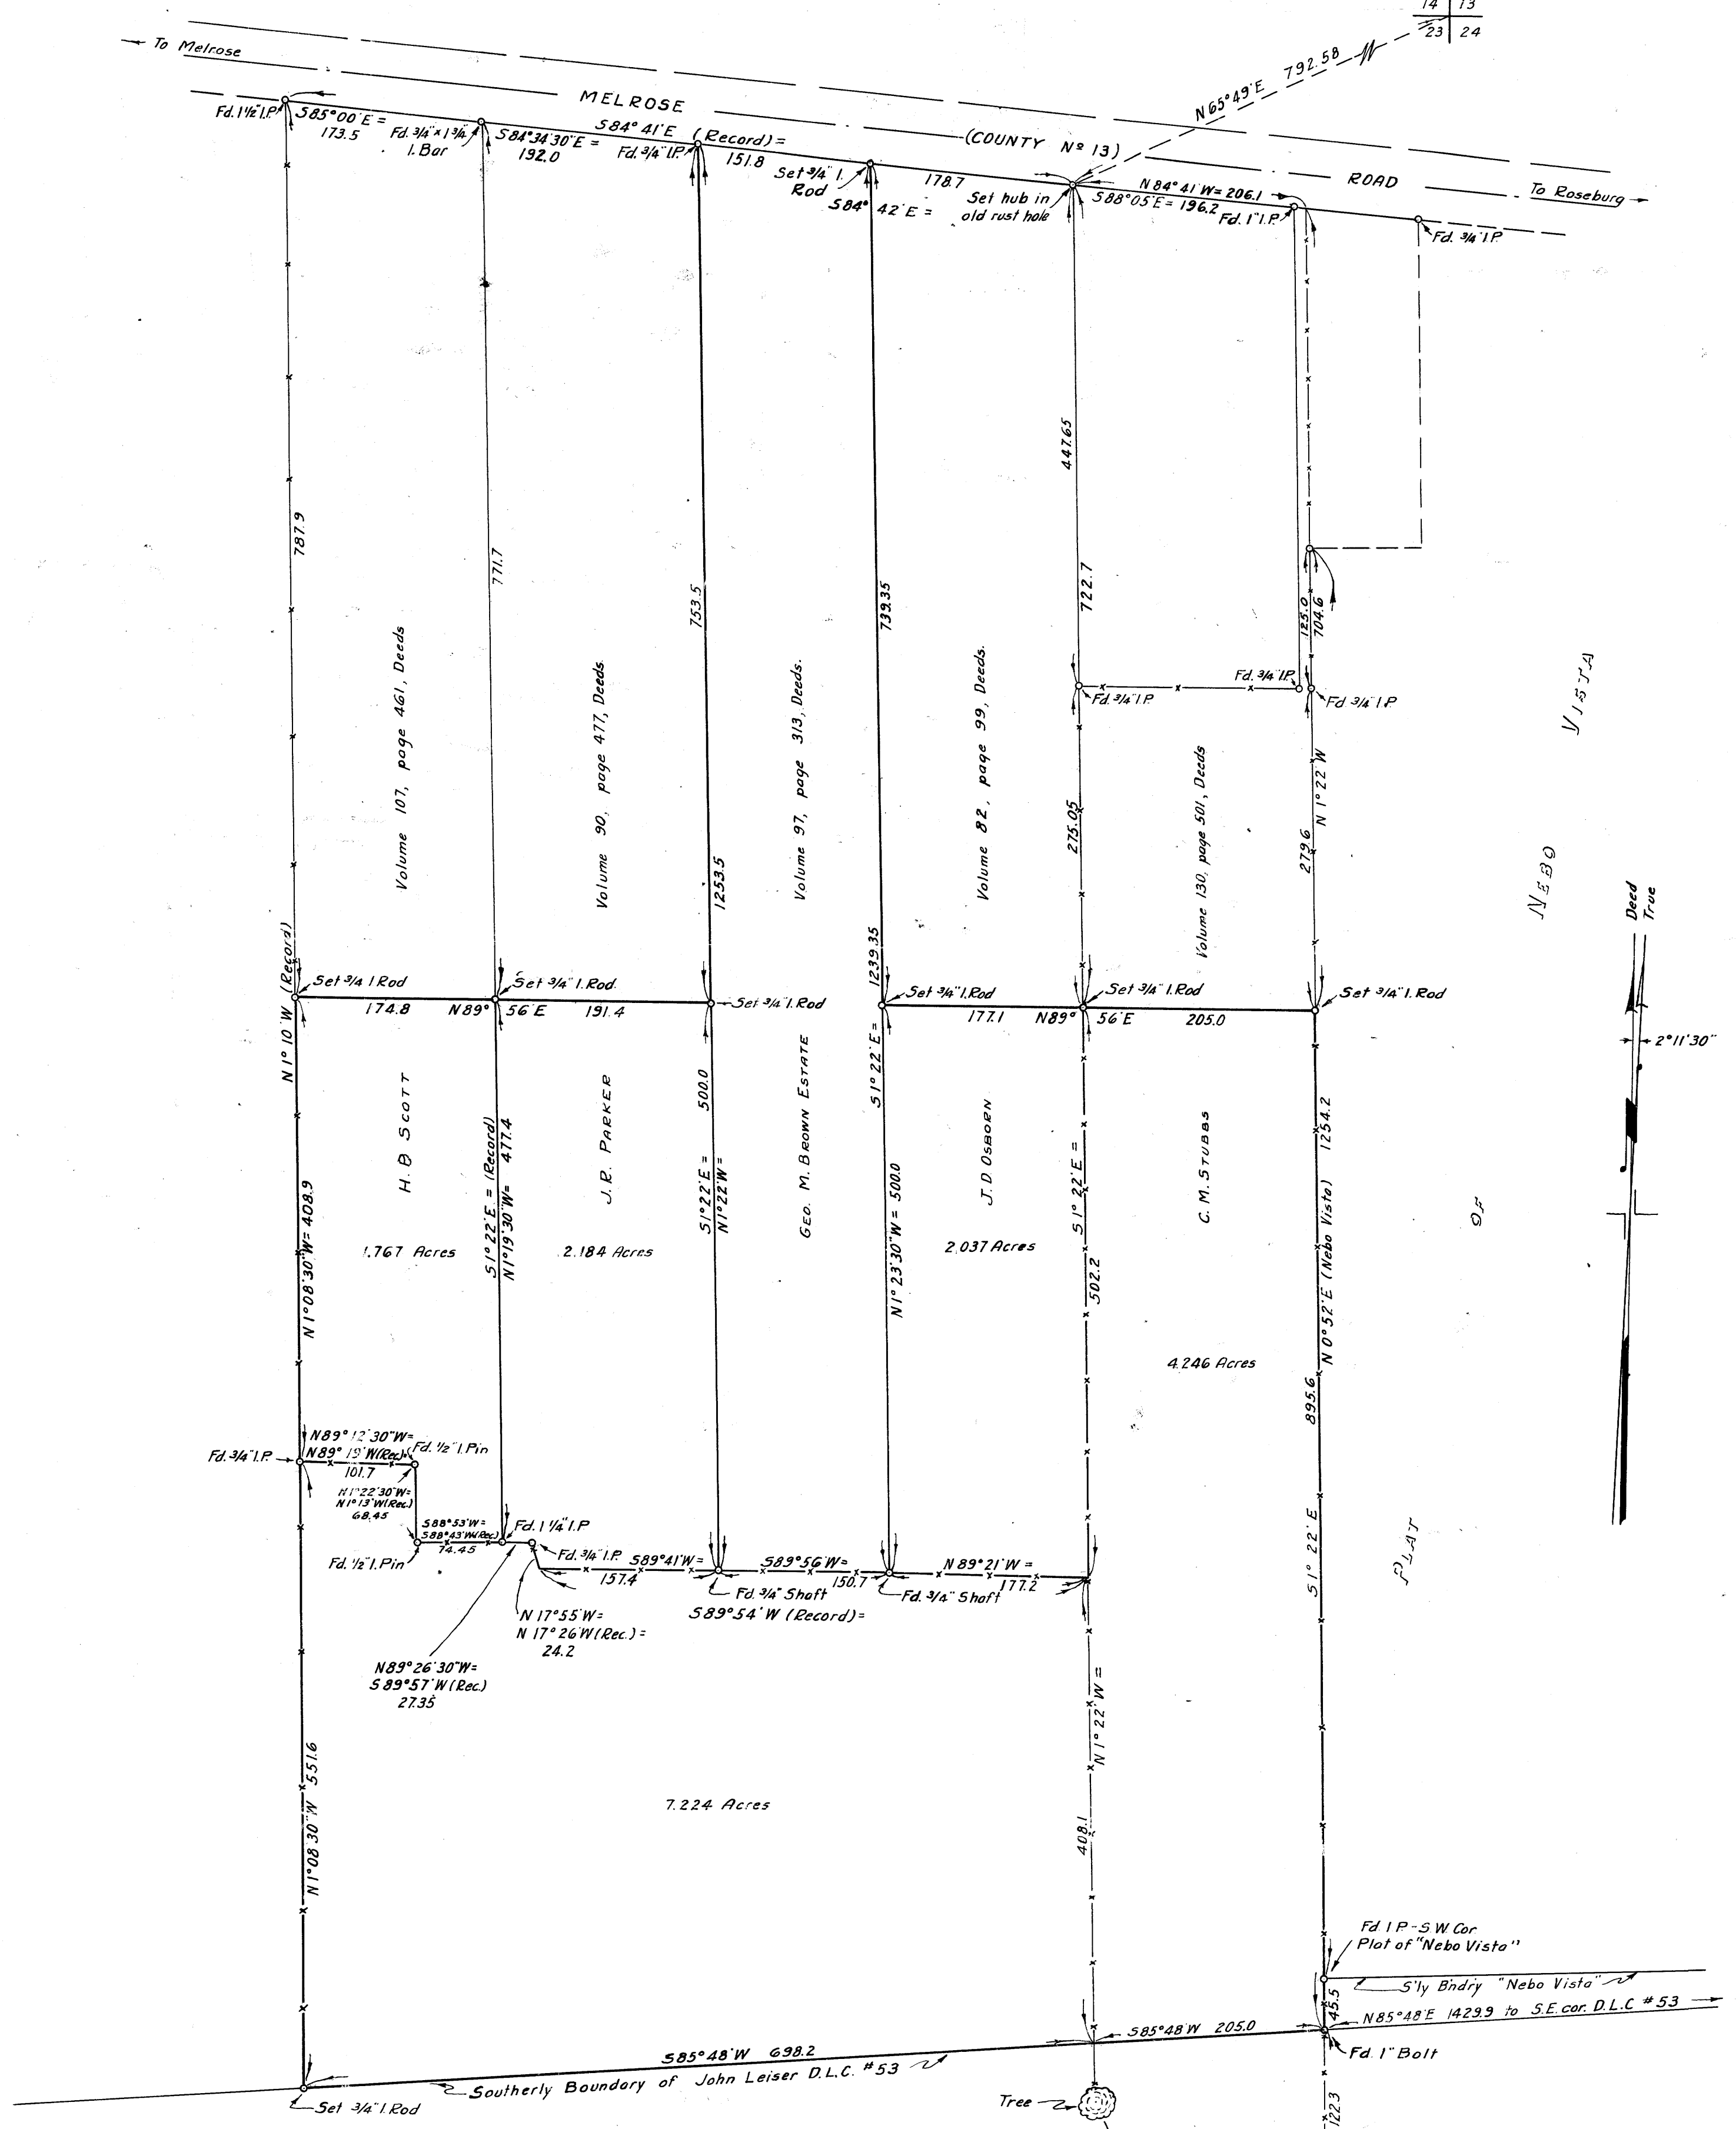 14 | 13
23 | 24
N 65°49'E 792.58
To Melrose
MELROSE
(COUNTY Nº 13)
ROAD
To Roseburg
Fd. 1½" I.P.
S85°00'E =
173.5
Fd. ¾" x 1¾"
I. Bar
S84°34'30"E =
192.0
S84°41'E (Record) =
Fd. ¾" I.P.
151.8
Set ¾" I.
Rod
178.7
S84°42'E =
Set hub in
old rust hole
N 84°41'W = 206.1
S88°05'E = 196.2
Fd. 1" I.P.
Fd. ¾" I.P.
787.9
771.7
753.5
739.35
447.65
722.7
125.0
704.6
Fd. ¾" I.P.
Fd. ¾" I.P.
Fd. ¾" I.P.
Volume 107, page 461, Deeds
Volume 90, page 477, Deeds.
Volume 97, page 313, Deeds.
Volume 82, page 99, Deeds.
Volume 130, page 501, Deeds
275.05
N 1°22'W
279.6
1253.5
1239.35
N 1°10'W (Record)
Set ¾ I Rod
Set ¾" I. Rod.
Set ¾" I. Rod
Set ¾" I. Rod
Set ¾" I. Rod
Set ¾" I. Rod
174.8
N89°56'E
191.4
177.1
N89°56'E
205.0
H. B SCOTT
J. R. PARKER
GEO. M. BROWN ESTATE
J. D OSBORN
C. M. STUBBS
1.767 Acres
2.184 Acres
2.037 Acres
4.246 Acres
N 1°08'30"W = 408.9
S1°22'E = (Record)
N 1°19'30"W = 477.4
S1°22'E = 500.0
N1°22'W =
S1°22'E =
N 1°23'30"W = 500.0
S1°22'E =
502.2
1254.2
N 0°52'E (Nebo Vista)
895.6
S1°22'E
PLAT OF NEBO VISTA
Deed
True
2°11'30"
N89°12'30"W =
N89°19'W (Rec.)
Fd. ¾" I.P.
101.7
Fd. ½" I. Pin
N 1°22'30"W =
N 1°13'W (Rec.)
68.45
S88°53'W =
S88°43'W (Rec)
74.45
Fd. ½" I. Pin
Fd. 1¼" I.P
Fd. ¾" I.P.
S89°41'W =
157.4
S89°56'W =
150.7
N 89°21'W =
177.2
Fd. ¾" Shaft
Fd. ¾" Shaft
S89°54'W (Record) =
N 17°55'W =
N 17°26'W (Rec.) =
24.2
N89°26'30"W =
S89°57'W (Rec.)
27.35
N 1°08'30"W 551.6
7.224 Acres
N 1°22'W =
408.1
Fd. I P. - S.W. Cor
Plat of "Nebo Vista"
S'ly Bndry "Nebo Vista"
45.5
N85°48'E 1429.9 to S.E. cor. D.L.C #53
S85°48'W 205.0
Fd. 1" Bolt
S85°48'W 698.2
Southerly Boundary of John Leiser D.L.C. #53
Set ¾" I. Rod
Tree
122.3